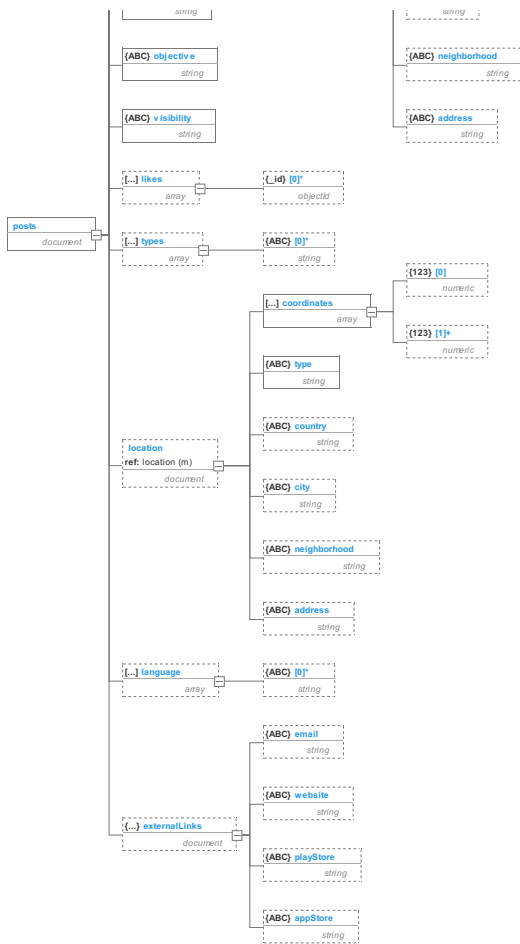 string
string
{ABC} objective
string
{ABC} neighborhood
string
{ABC} visibility
string
{ABC} address
string
[...] likes
array
{_id} [0]*
objectId
posts
document
[...] types
array
{ABC} [0]*
string
[...] coordinates
array
{123} [0]
numeric
{123} [1]+
numeric
{ABC} type
string
{ABC} country
string
location
ref: location (m)
document
{ABC} city
string
{ABC} neighborhood
string
{ABC} address
string
[...] language
array
{ABC} [0]*
string
{ABC} email
string
{ABC} website
string
{...} externalLinks
document
{ABC} playStore
string
{ABC} appStore
string